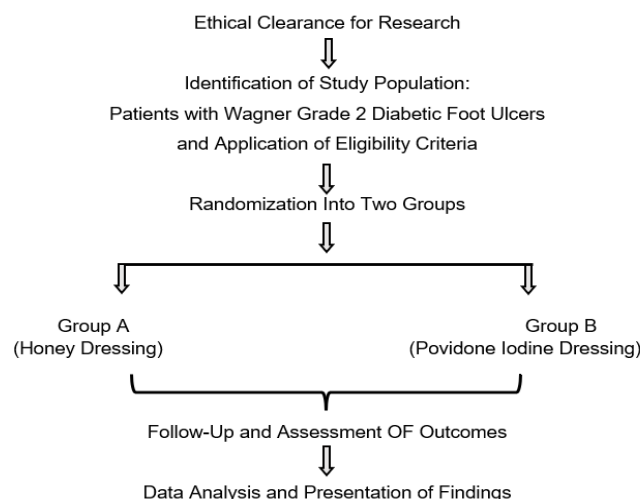 Ethical Clearance for Research
Identification of Study Population:
Patients with Wagner Grade 2 Diabetic Foot Ulcers
and Application of Eligibility Criteria
Randomization Into Two Groups
Group A
(Honey Dressing)
Group B
(Povidone Iodine Dressing)
Follow-Up and Assessment OF Outcomes
Data Analysis and Presentation of Findings